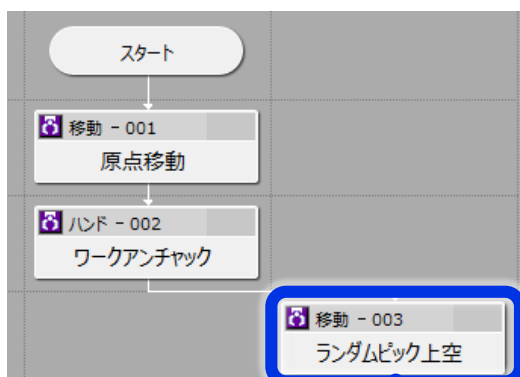 スタート
移動 - 001
原点移動
ハンド - 002
ワークアンチャック
移動 - 003
ランダムピック上空